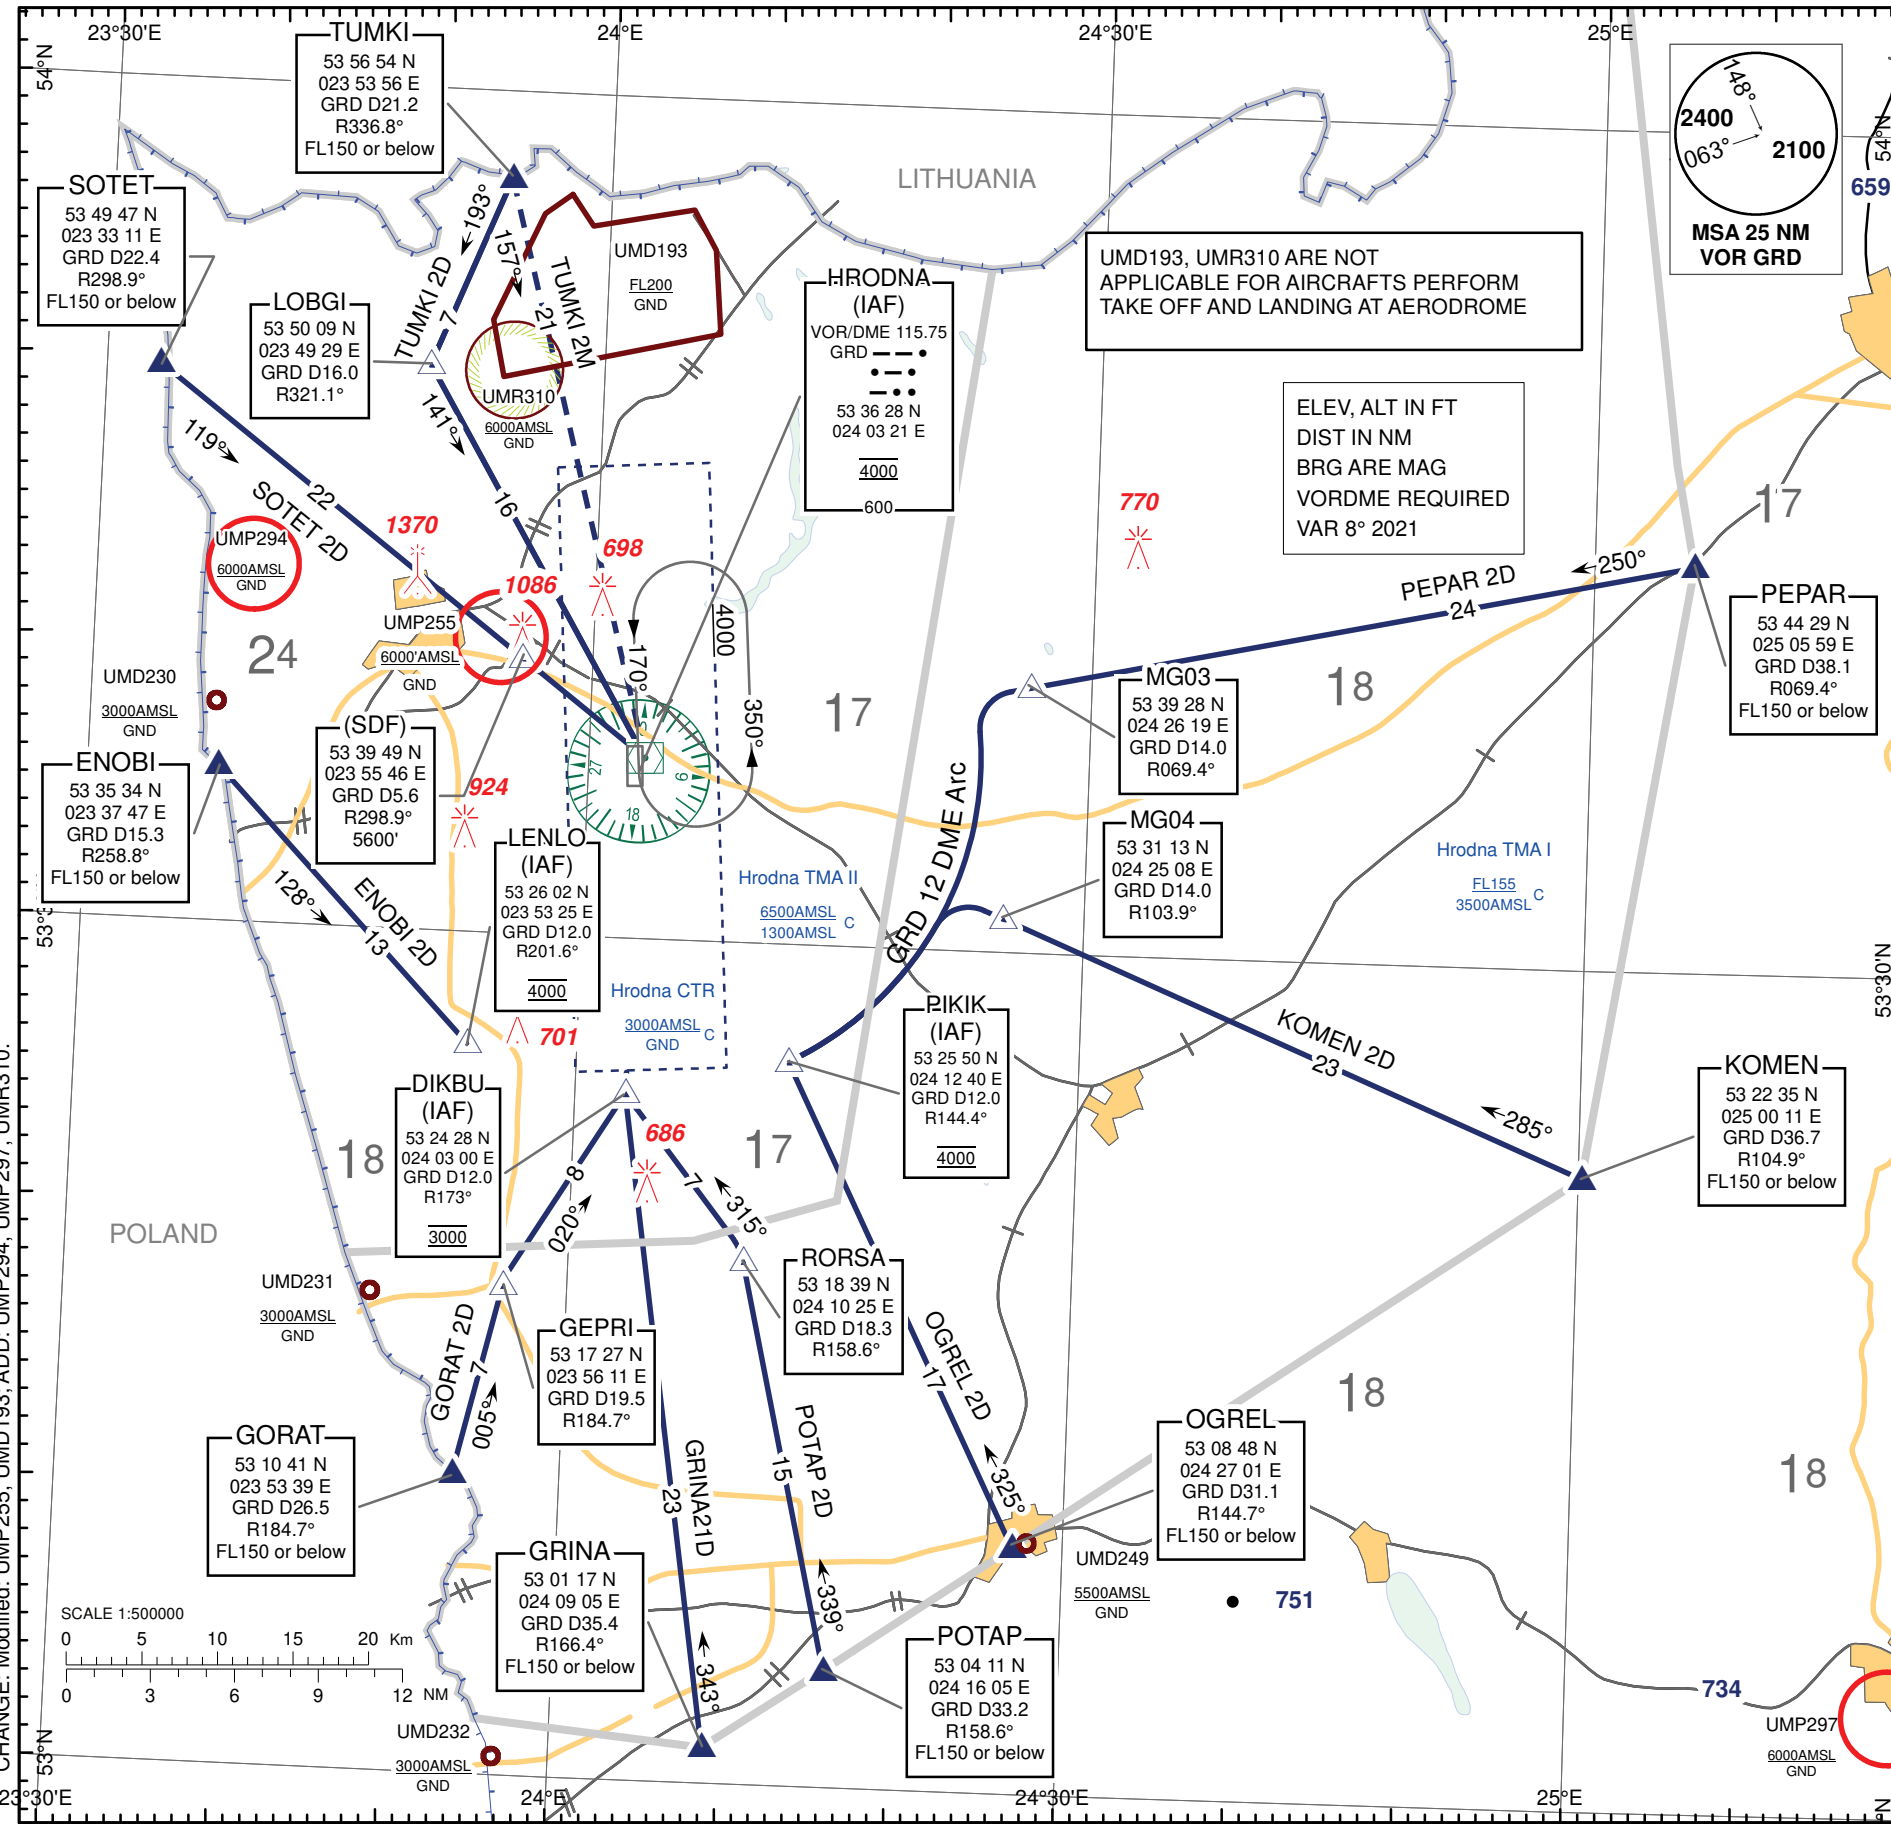 23°30'E
24°E
24°30'E
25°E
54°N
54°N
TUMKI
53 56 54 N
023 53 56 E
GRD D21.2
R336.8°
FL150 or below
SOTET
53 49 47 N
023 33 11 E
GRD D22.4
R298.9°
FL150 or below
LOBGI
53 50 09 N
023 49 29 E
GRD D16.0
R321.1°
LITHUANIA
148°
2400
063°
2100
MSA 25 NM
VOR GRD
659
UMD193, UMR310 ARE NOT
APPLICABLE FOR AIRCRAFTS PERFORM
TAKE OFF AND LANDING AT AERODROME
193°
157°
TUMKI 2D
7
21
TUMKI 2M
UMD193
FL200
GND
UMR310
6000AMSL
GND
HRODNA
(IAF)
VOR/DME 115.75
GRD
53 36 28 N
024 03 21 E
4000
600
ELEV, ALT IN FT
DIST IN NM
BRG ARE MAG
VORDME REQUIRED
VAR 8° 2021
119°
22
SOTET 2D
141°
16
UMP294
6000AMSL
GND
1370
1086
698
770
17
UMP255
6000'AMSL
GND
24
UMD230
3000AMSL
GND
170°
4000
350°
17
18
27
6
18
PEPAR 2D
24
250°
PEPAR
53 44 29 N
025 05 59 E
GRD D38.1
R069.4°
FL150 or below
MG03
53 39 28 N
024 26 19 E
GRD D14.0
R069.4°
MG04
53 31 13 N
024 25 08 E
GRD D14.0
R103.9°
ENOBI
53 35 34 N
023 37 47 E
GRD D15.3
R258.8°
FL150 or below
(SDF)
53 39 49 N
023 55 46 E
GRD D5.6
R298.9°
5600'
924
LENLO
(IAF)
53 26 02 N
023 53 25 E
GRD D12.0
R201.6°
4000
128°
13
ENOBI 2D
701
Hrodna TMA II
6500AMSL
1300AMSL
C
Hrodna TMA I
FL155
3500AMSL
C
GRD 12 DME Arc
Hrodna CTR
3000AMSL
GND
C
53°30'N
PIKIK
(IAF)
53 25 50 N
024 12 40 E
GRD D12.0
R144.4°
4000
KOMEN 2D
23
285°
KOMEN
53 22 35 N
025 00 11 E
GRD D36.7
R104.9°
FL150 or below
DIKBU
(IAF)
53 24 28 N
024 03 00 E
GRD D12.0
R173°
3000
686
18
17
POLAND
8
020°
7
315°
UMD231
3000AMSL
GND
RORSA
53 18 39 N
024 10 25 E
GRD D18.3
R158.6°
GEPRI
53 17 27 N
023 56 11 E
GRD D19.5
R184.7°
GORAT 2D
7
005°
OGREL 2D
17
325°
18
18
GORAT
53 10 41 N
023 53 39 E
GRD D26.5
R184.7°
FL150 or below
GRINA21D
23
343°
POTAP 2D
15
339°
OGREL
53 08 48 N
024 27 01 E
GRD D31.1
R144.7°
FL150 or below
GRINA
53 01 17 N
024 09 05 E
GRD D35.4
R166.4°
FL150 or below
UMD249
5500AMSL
GND
751
POTAP
53 04 11 N
024 16 05 E
GRD D33.2
R158.6°
FL150 or below
734
UMP297
6000AMSL
GND
SCALE 1:500000
0 5 10 15 20 Km
0 3 6 9 12 NM
UMD232
3000AMSL
GND
53°N
23°30'E
24°E
24°30'E
25°E
CHANGE: Modified: UMP255, UMD193; ADD: UMP294, UMP297, UMR310.